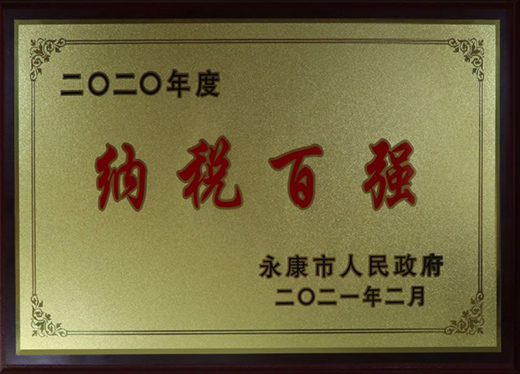 二〇二〇年度
纳税百强
永康市人民政府
二〇二一年二月